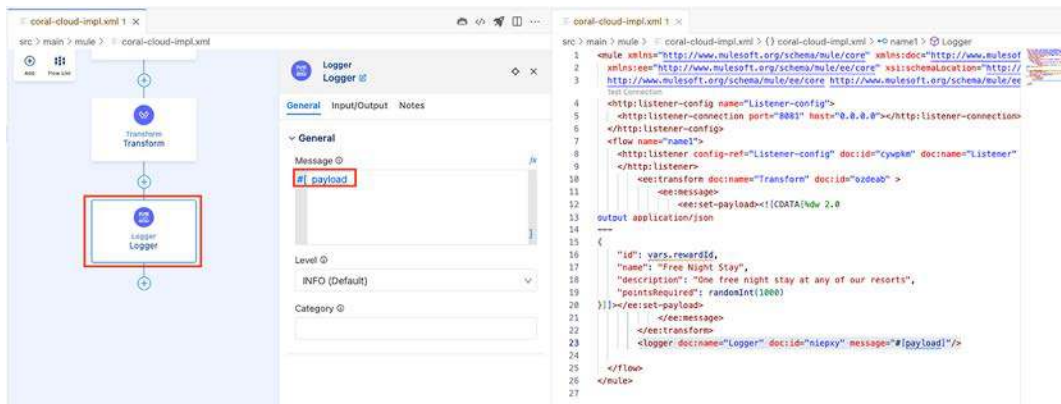 coral-cloud-impl.xml 1 ×
src > main > mule > coral-cloud-impl.xml
Add
Flow List
Transform
Transform
Logger
Logger
Logger
Logger
General Input/Output Notes
General
Message
fx
#[ payload
]
Level
INFO (Default)
Category
coral-cloud-impl.xml 1 ×
src > main > mule > coral-cloud-impl.xml > {} coral-cloud-impl.xml > name1 > Logger
1 <mule xmlns="http://www.mulesoft.org/schema/mule/core" xmlns:doc="http://www.mulesof
2 xmlns:ee="http://www.mulesoft.org/schema/mule/ee/core" xsi:schemaLocation="http://
3 http://www.mulesoft.org/schema/mule/ee/core http://www.mulesoft.org/schema/mule/ee
Test Connection
4 <http:listener-config name="Listener-config">
5 <http:listener-connection port="8081" host="0.0.0.0"></http:listener-connection>
6 </http:listener-config>
7 <flow name="name1">
8 <http:listener config-ref="Listener-config" doc:id="cywpkm" doc:name="Listener"
9 </http:listener>
10 <ee:transform doc:name="Transform" doc:id="ozdeab" >
11 <ee:message>
12 <ee:set-payload><![CDATA[%dw 2.0
13 output application/json
14 ---
15 {
16 "id": vars.rewardId,
17 "name": "Free Night Stay",
18 "description": "One free night stay at any of our resorts",
19 "pointsRequired": randomInt(1000)
20 }]]></ee:set-payload>
21 </ee:message>
22 </ee:transform>
23 <logger doc:name="Logger" doc:id="niepxy" message="#[payload]"/>
24
25 </flow>
26 </mule>
27